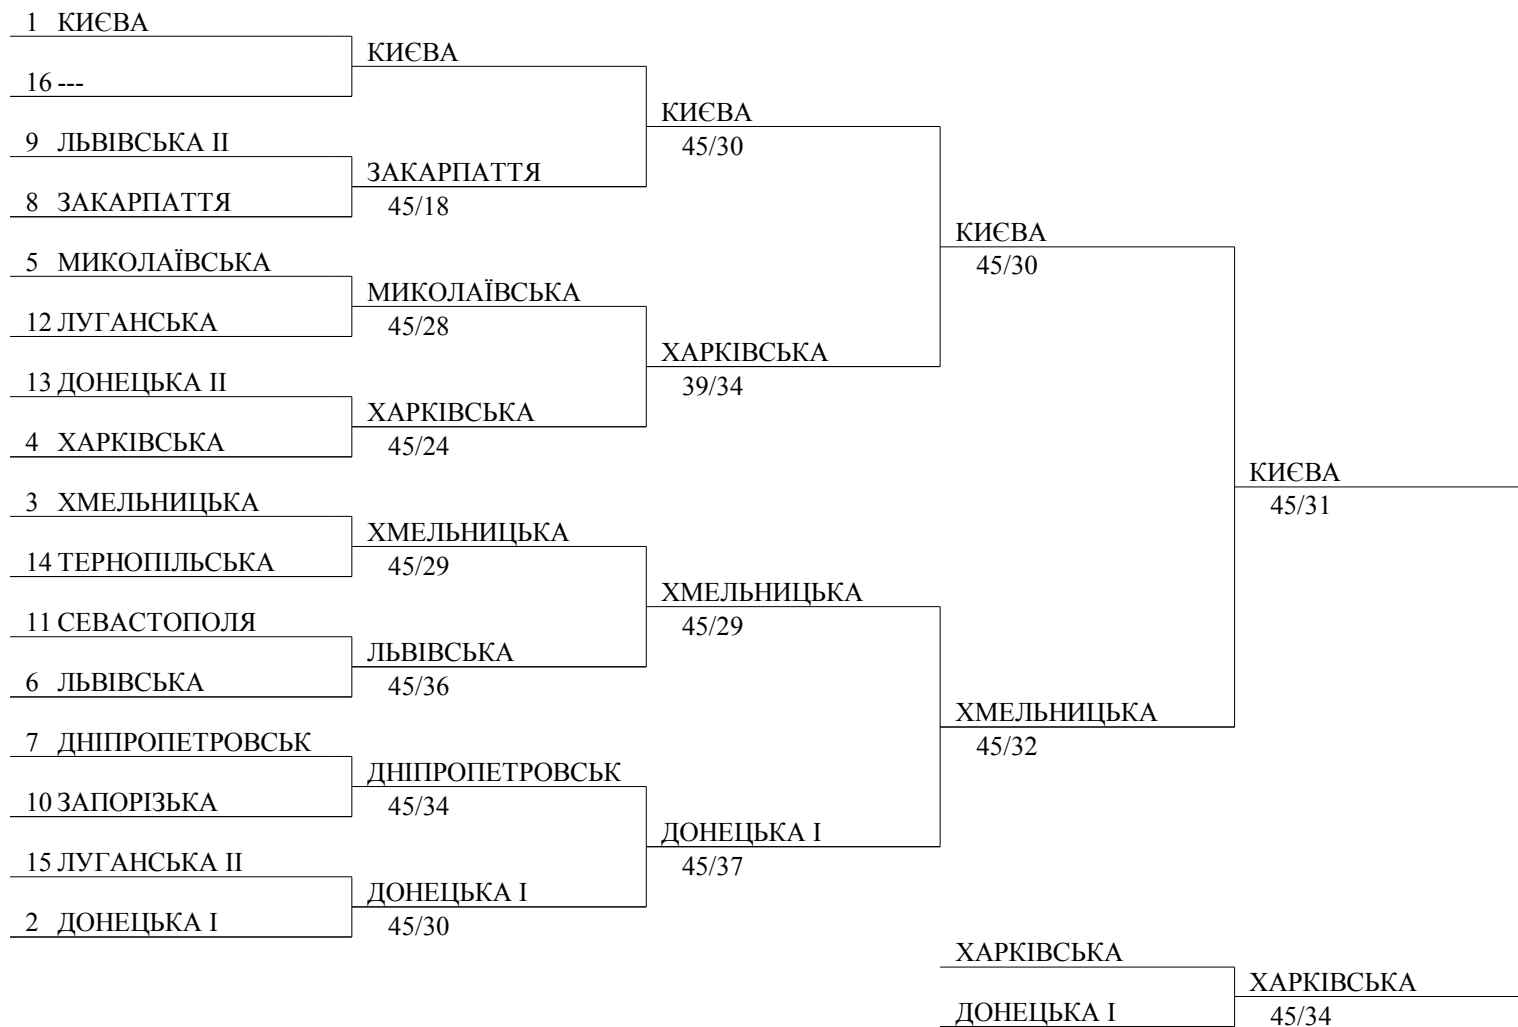 1 КИЄВА
КИЄВА
16 ---
КИЄВА
45/30
9 ЛЬВІВСЬКА II
ЗАКАРПАТТЯ
45/18
8 ЗАКАРПАТТЯ
КИЄВА
45/30
5 МИКОЛАЇВСЬКА
МИКОЛАЇВСЬКА
45/28
12 ЛУГАНСЬКА
ХАРКІВСЬКА
39/34
13 ДОНЕЦЬКА II
ХАРКІВСЬКА
45/24
4 ХАРКІВСЬКА
КИЄВА
45/31
3 ХМЕЛЬНИЦЬКА
ХМЕЛЬНИЦЬКА
45/29
14 ТЕРНОПІЛЬСЬКА
ХМЕЛЬНИЦЬКА
45/29
11 СЕВАСТОПОЛЯ
ЛЬВІВСЬКА
45/36
6 ЛЬВІВСЬКА
ХМЕЛЬНИЦЬКА
45/32
7 ДНІПРОПЕТРОВСЬК
ДНІПРОПЕТРОВСЬК
45/34
10 ЗАПОРІЗЬКА
ДОНЕЦЬКА I
45/37
15 ЛУГАНСЬКА II
ДОНЕЦЬКА I
45/30
2 ДОНЕЦЬКА I
ХАРКІВСЬКА
ХАРКІВСЬКА
45/34
ДОНЕЦЬКА I